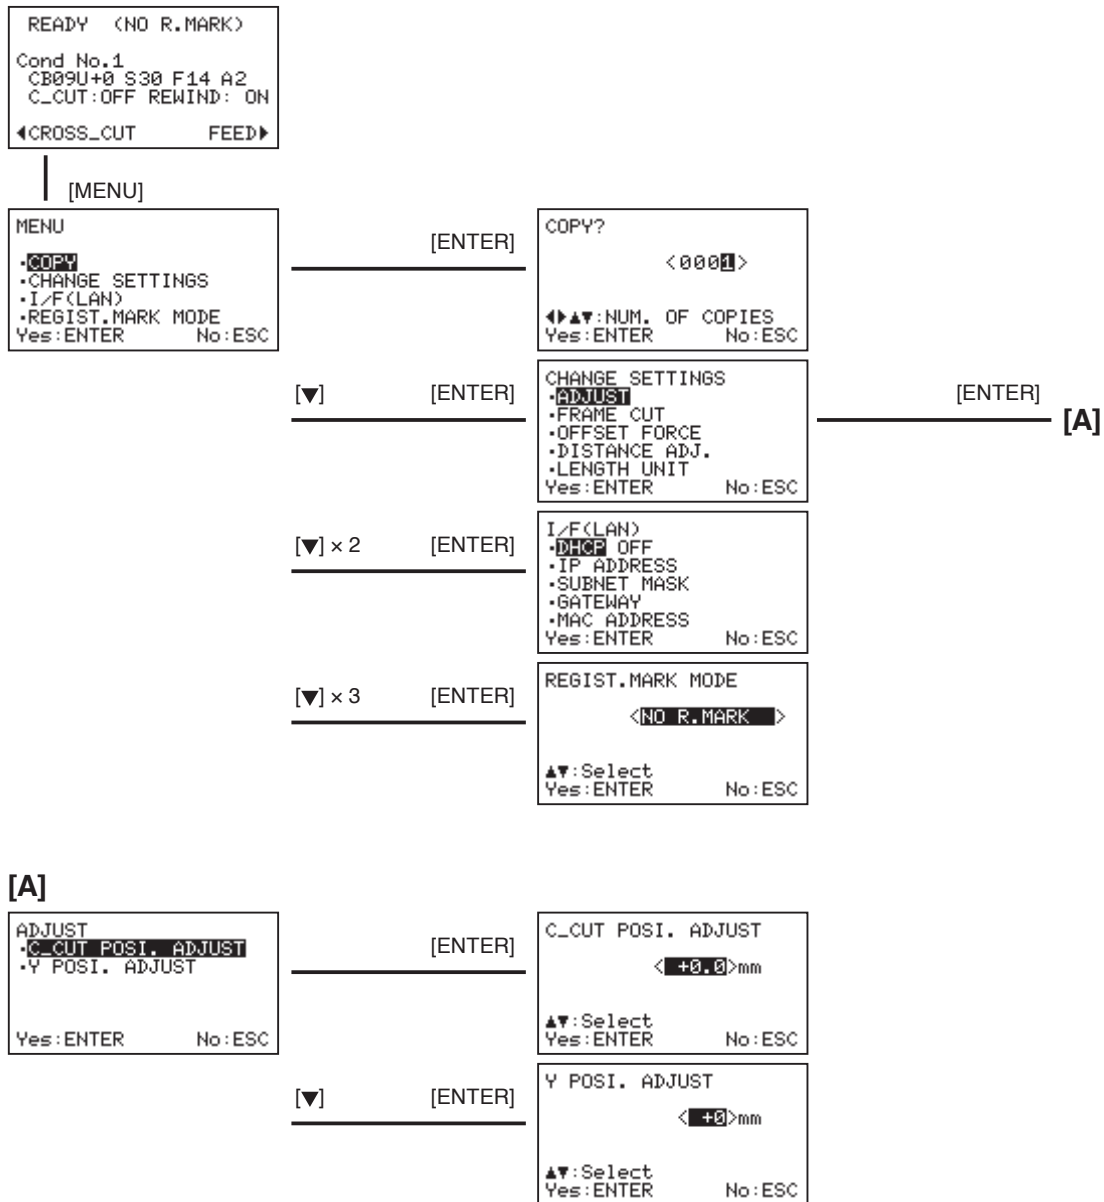 READY (NO R.MARK)
Cond No.1
CB09U+0 S30 F14 A2
C_CUT:OFF REWIND: ON
◀CROSS_CUT FEED▶
[MENU]
MENU
・COPY
・CHANGE SETTINGS
・I/F(LAN)
・REGIST.MARK MODE
Yes:ENTER No:ESC
[ENTER]
COPY?
<0001>
◀▶▲▼:NUM. OF COPIES
Yes:ENTER No:ESC
[▼] [ENTER]
CHANGE SETTINGS
・ADJUST
・FRAME CUT
・OFFSET FORCE
・DISTANCE ADJ.
・LENGTH UNIT
Yes:ENTER No:ESC
[ENTER]
[A]
[▼] × 2 [ENTER]
I/F(LAN)
・DHCP OFF
・IP ADDRESS
・SUBNET MASK
・GATEWAY
・MAC ADDRESS
Yes:ENTER No:ESC
[▼] × 3 [ENTER]
REGIST.MARK MODE
<NO R.MARK >
▲▼:Select
Yes:ENTER No:ESC
[A]
ADJUST
・C_CUT POSI. ADJUST
・Y POSI. ADJUST
Yes:ENTER No:ESC
[ENTER]
C_CUT POSI. ADJUST
< +0.0>mm
▲▼:Select
Yes:ENTER No:ESC
[▼] [ENTER]
Y POSI. ADJUST
< +0>mm
▲▼:Select
Yes:ENTER No:ESC